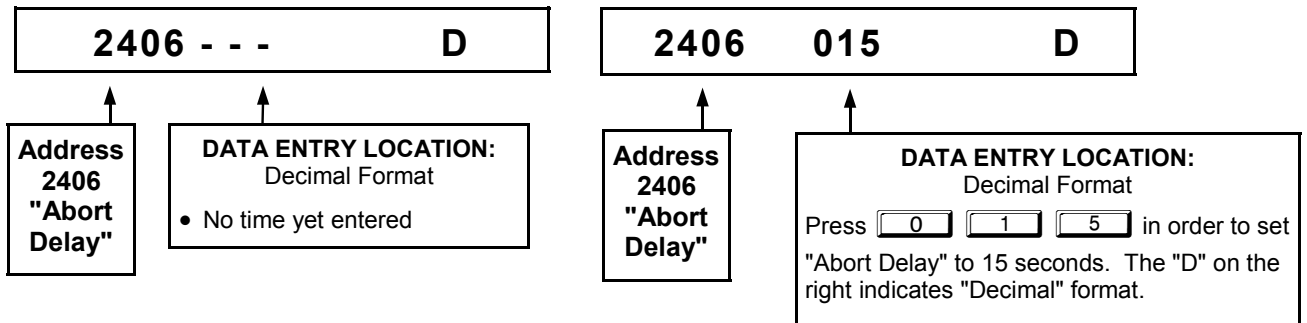 2406 - - - D
Address
2406
"Abort
Delay"
DATA ENTRY LOCATION:
Decimal Format
• No time yet entered
2406 015 D
Address
2406
"Abort
Delay"
DATA ENTRY LOCATION:
Decimal Format
Press 0 1 5 in order to set
"Abort Delay" to 15 seconds. The "D" on the
right indicates "Decimal" format.